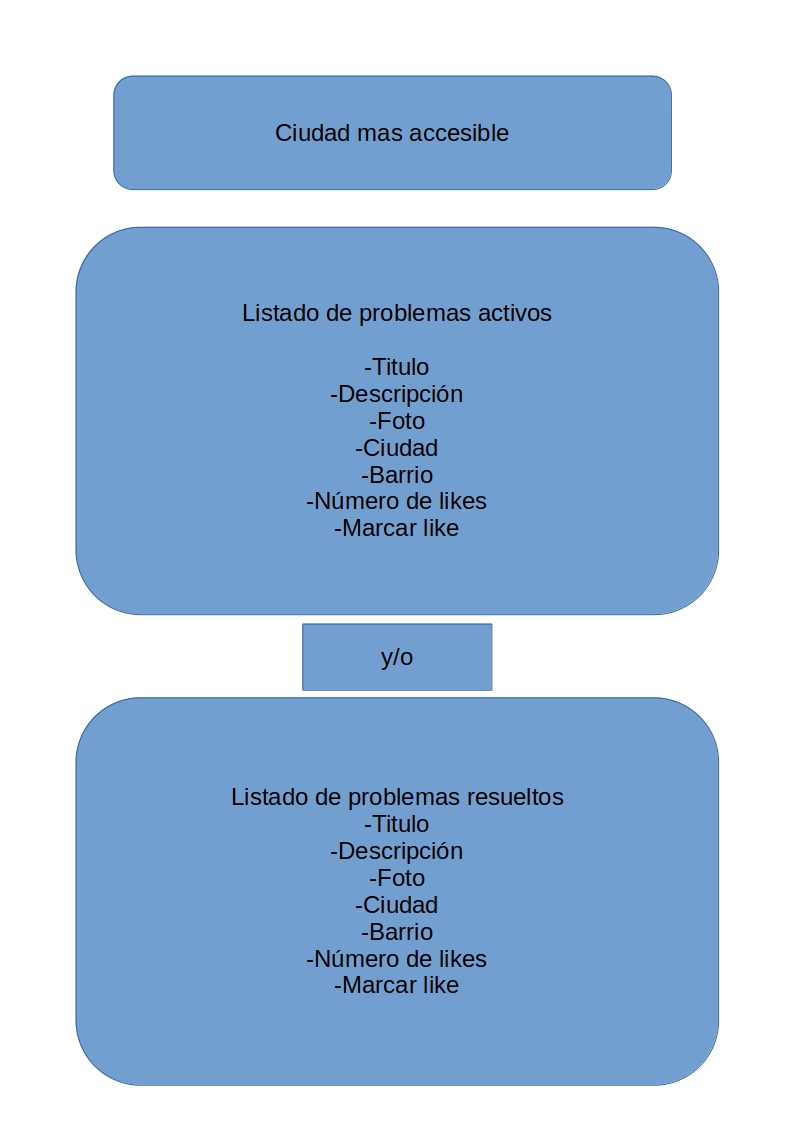 Ciudad mas accesible
Listado de problemas activos
-Titulo
-Descripción
-Foto
-Ciudad
-Barrio
-Número de likes
-Marcar like
y/o
Listado de problemas resueltos
-Titulo
-Descripción
-Foto
-Ciudad
-Barrio
-Número de likes
-Marcar like